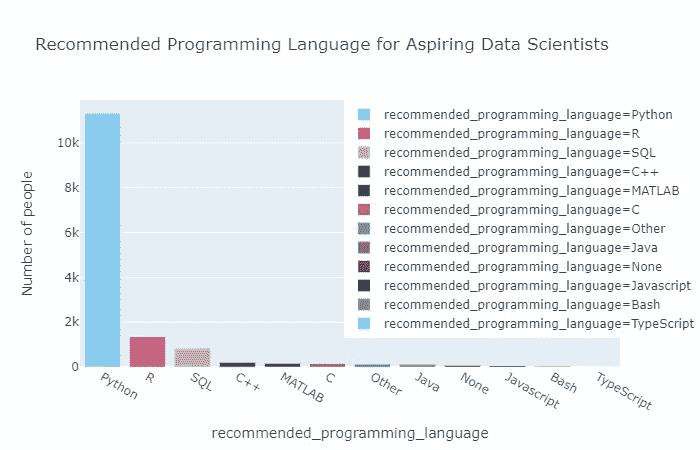 Recommended Programming Language for Aspiring Data Scientists
recommended_programming_language=Python
recommended_programming_language=R
recommended_programming_language=SQL
recommended_programming_language=C++
recommended_programming_language=MATLAB
recommended_programming_language=C
recommended_programming_language=Other
recommended_programming_language=Java
recommended_programming_language=None
recommended_programming_language=Javascript
recommended_programming_language=Bash
recommended_programming_language=TypeScript
Number of people
10k
8k
6k
4k
2k
0
Python
R
SQL
C++
MATLAB
C
Other
Java
None
Javascript
Bash
TypeScript
recommended_programming_language